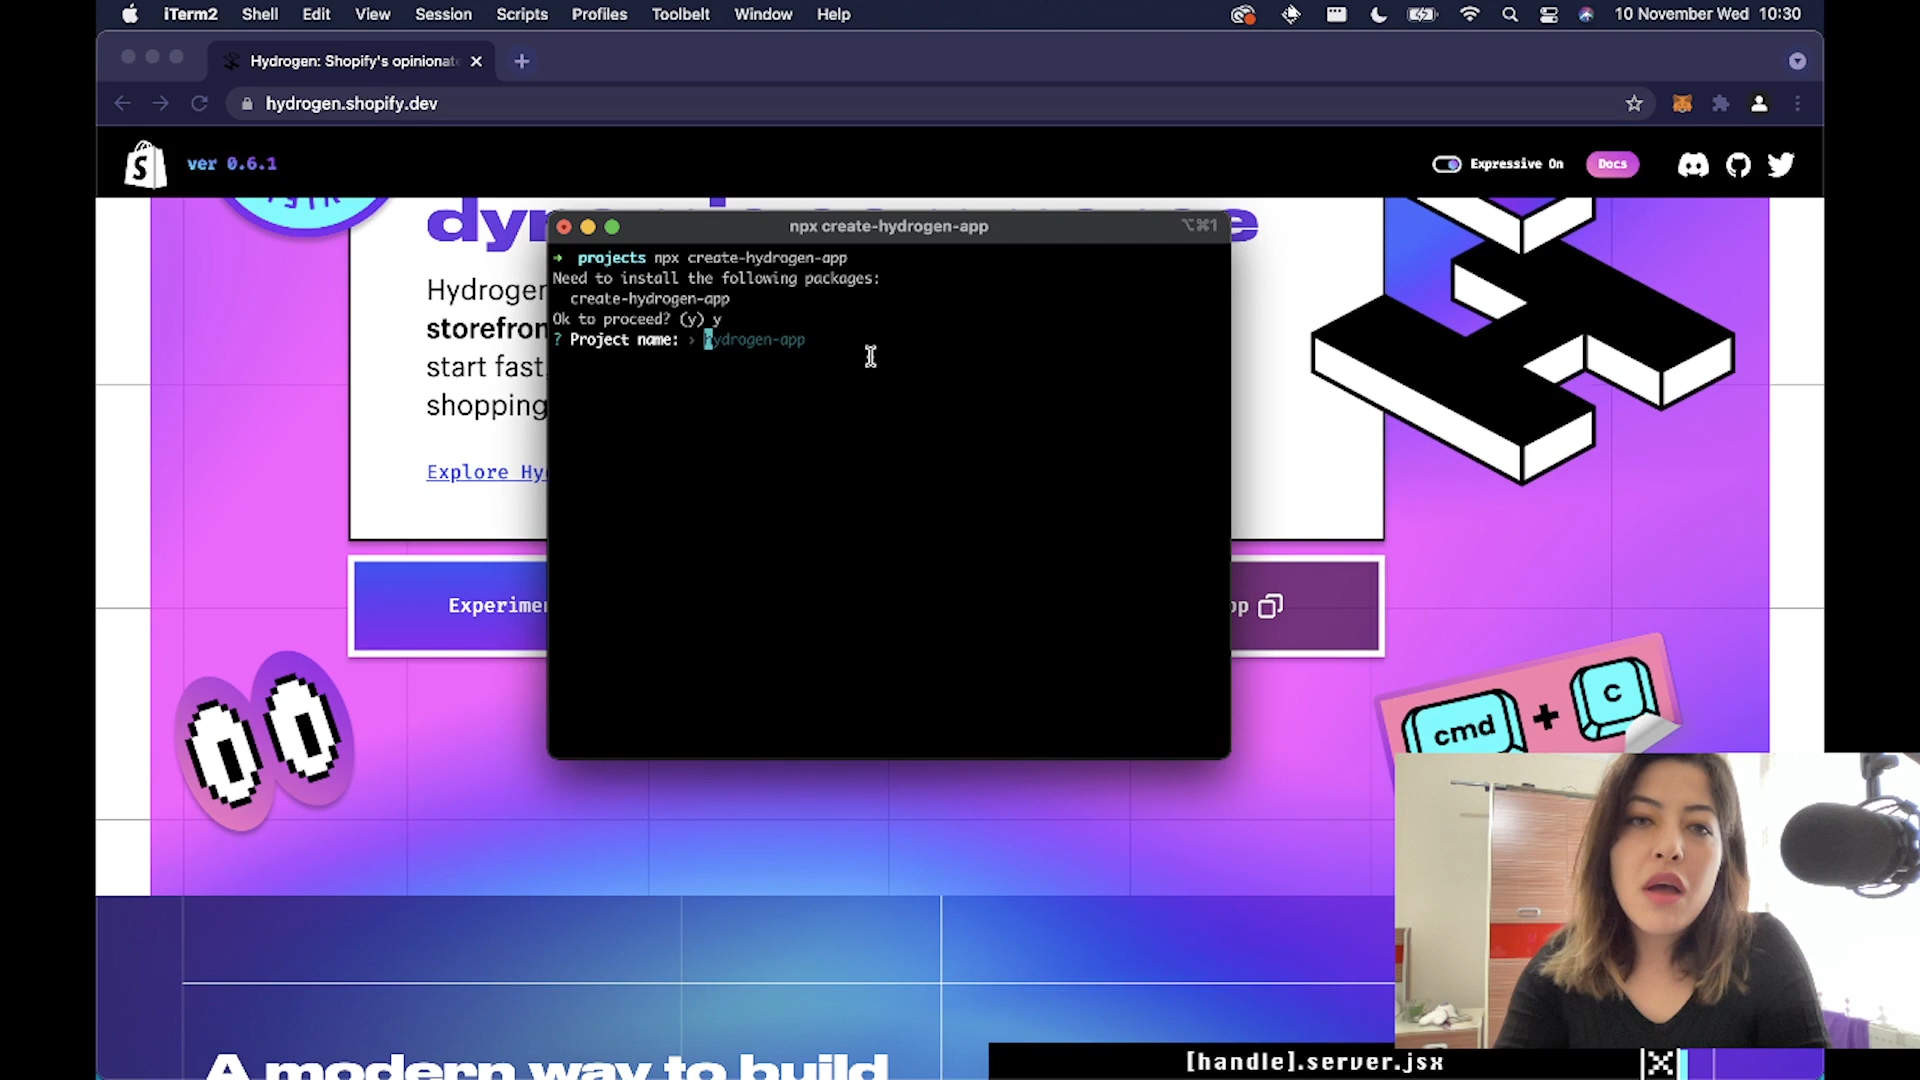 iTerm2 Shell Edit View Session Scripts Profiles Toolbelt Window Help 10 November Wed 10:30
Hydrogen: Shopify's opinionat
hydrogen.shopify.dev
ver 0.6.1 Expressive On Docs
npx create-hydrogen-app ⌥⌘1
➜ projects npx create-hydrogen-app
Need to install the following packages:
create-hydrogen-app
Ok to proceed? (y) y
? Project name: › hydrogen-app
Hydrogen
storefron
start fast,
shopping
Explore Hy
Experimen
op
cmd + c
A modern way to build
[handle].server.jsx